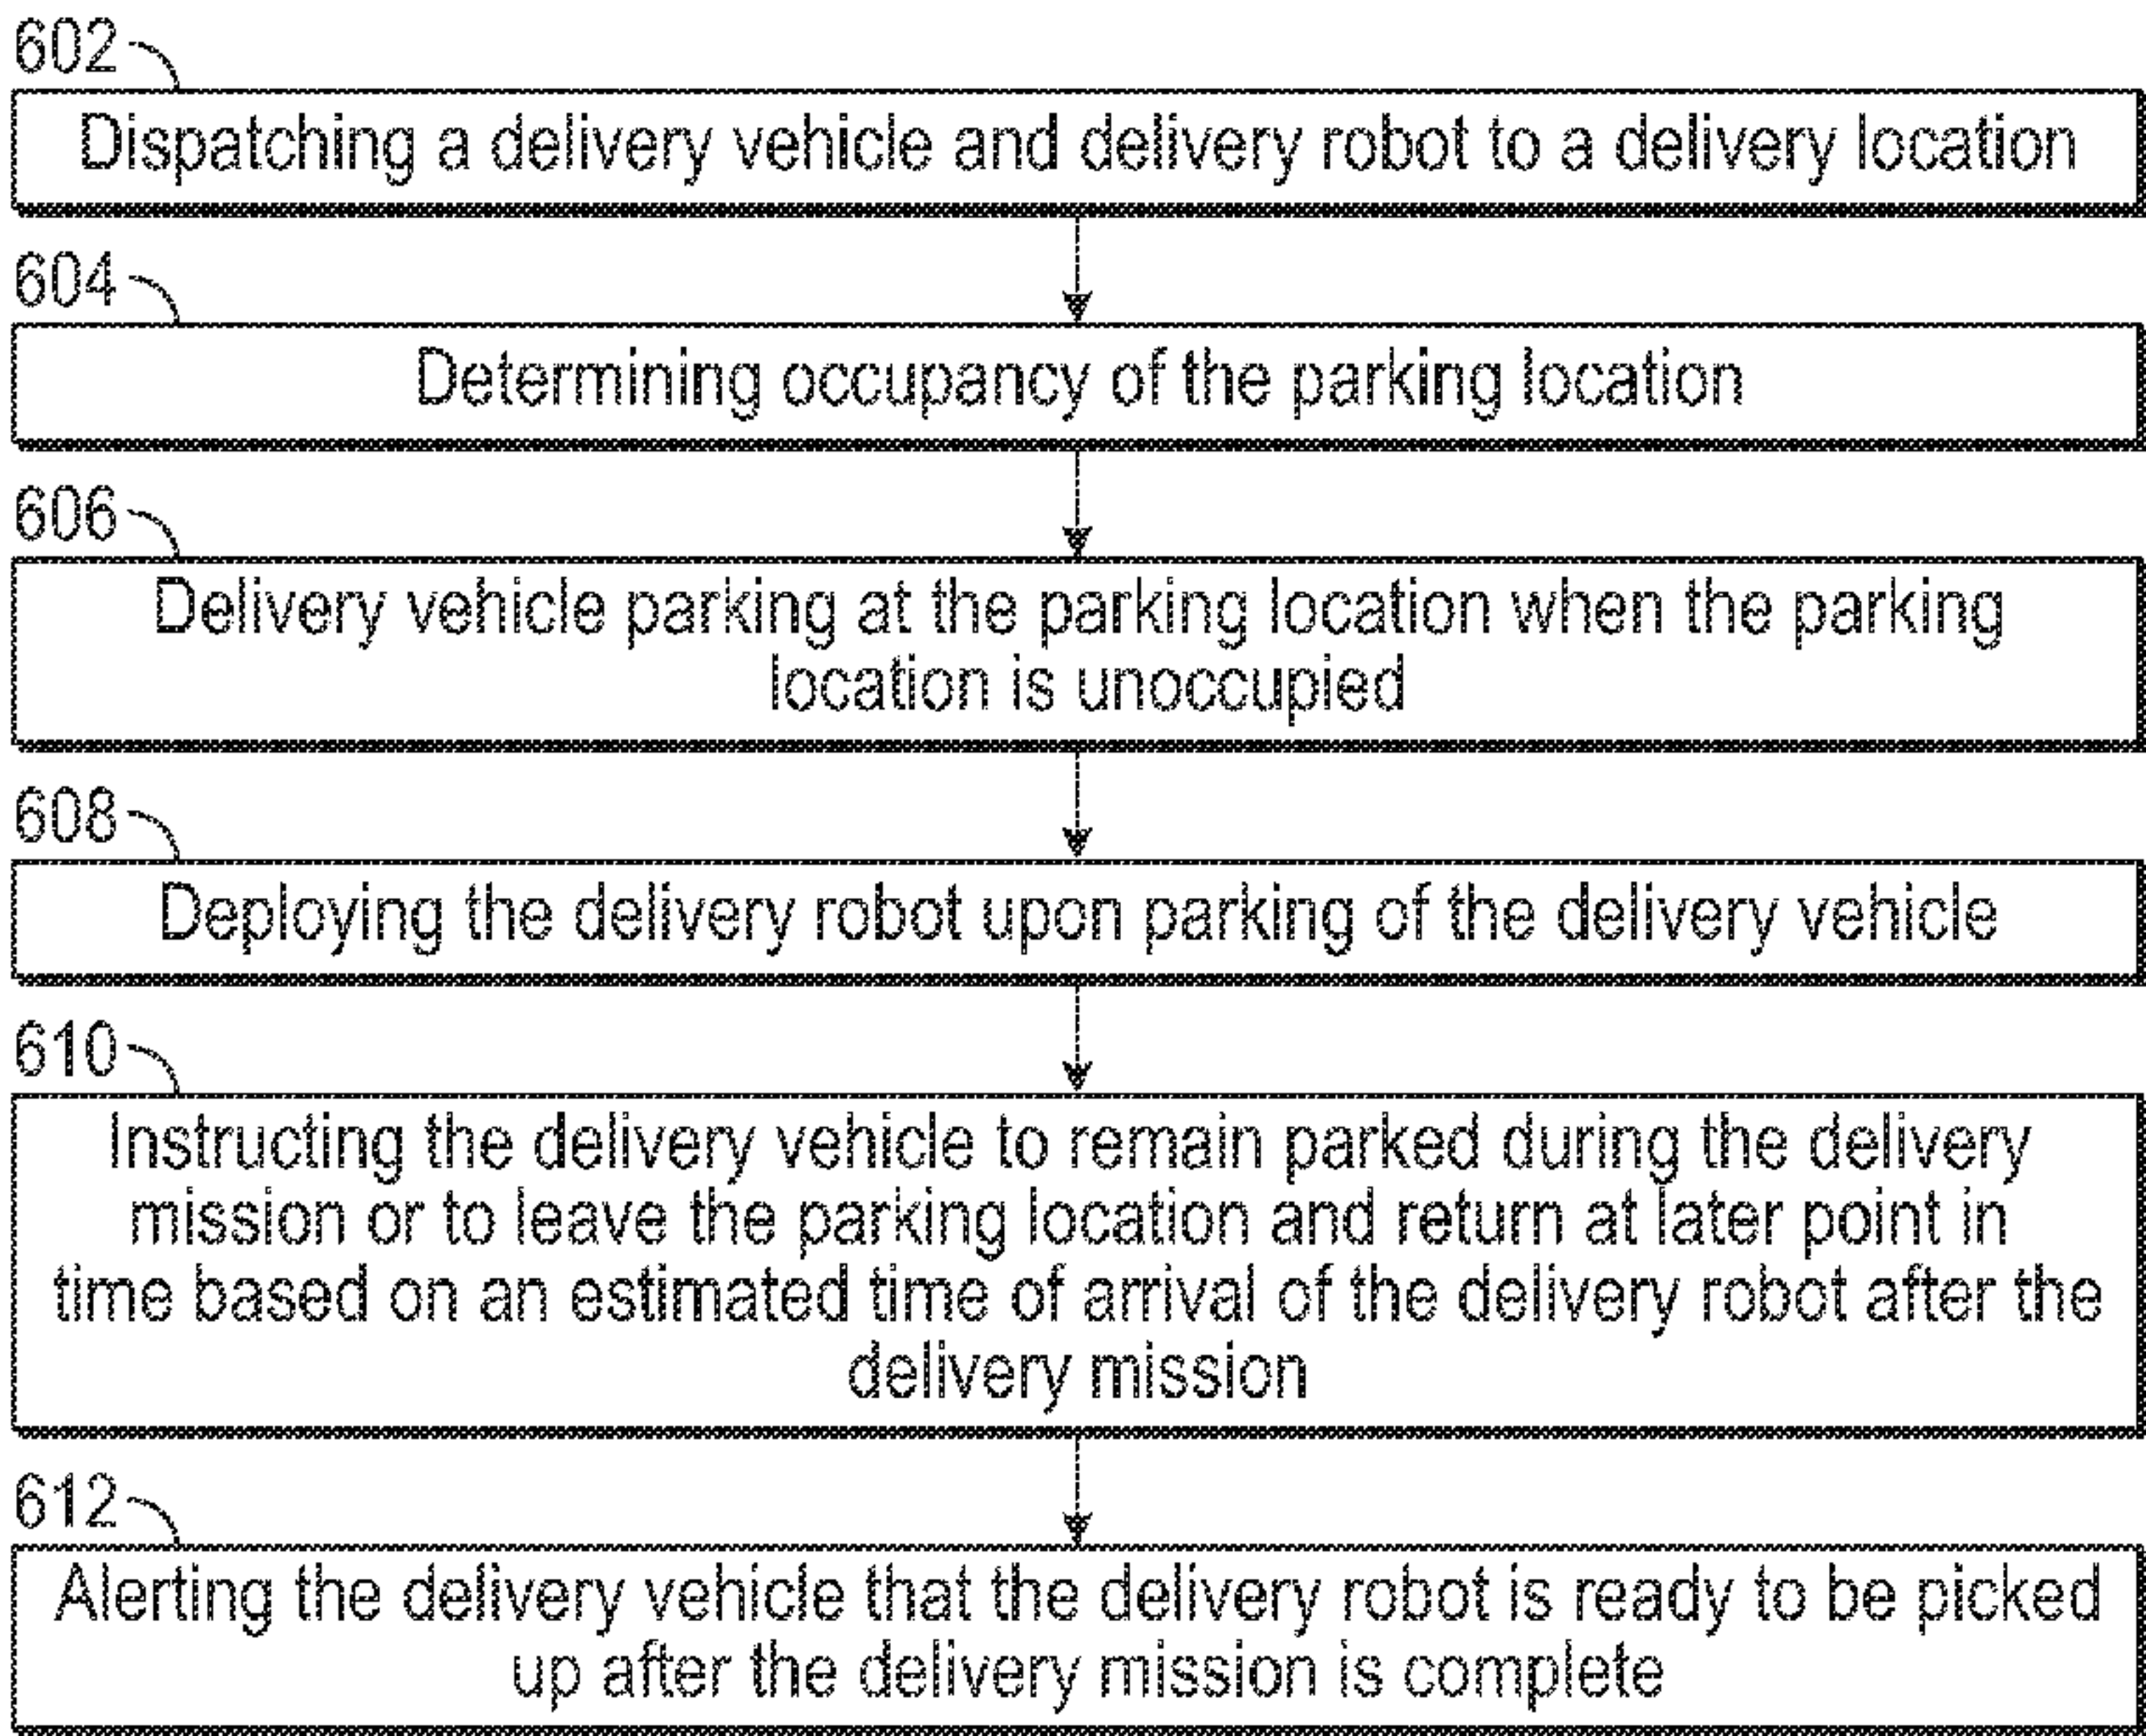 602
Dispatching a delivery vehicle and delivery robot to a delivery location
604
Determining occupancy of the parking location
606
Delivery vehicle parking at the parking location when the parking
location is unoccupied
608
Deploying the delivery robot upon parking of the delivery vehicle
610
Instructing the delivery vehicle to remain parked during the delivery
mission or to leave the parking location and return at later point in
time based on an estimated time of arrival of the delivery robot after the
delivery mission
612
Alerting the delivery vehicle that the delivery robot is ready to be picked
up after the delivery mission is complete